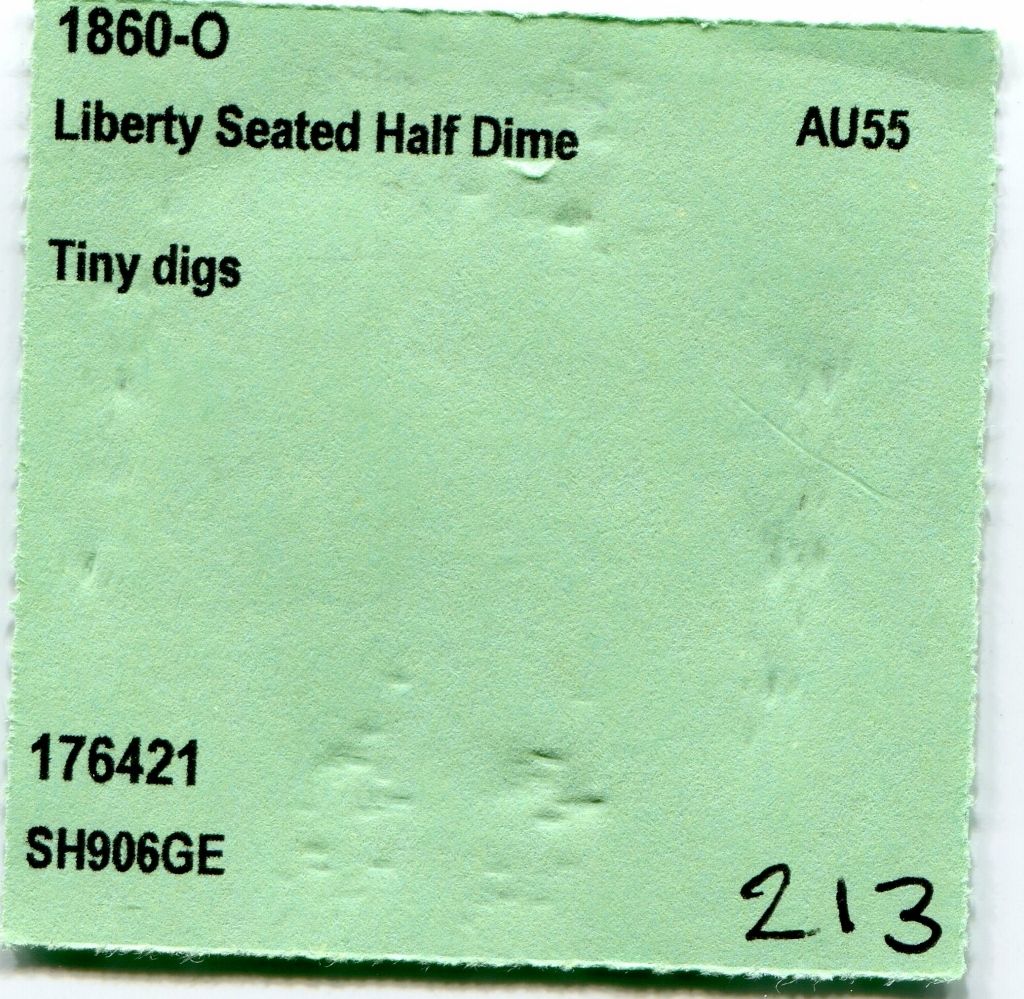 1860-O
Liberty Seated Half Dime AU55
Tiny digs
176421
SH906GE
213